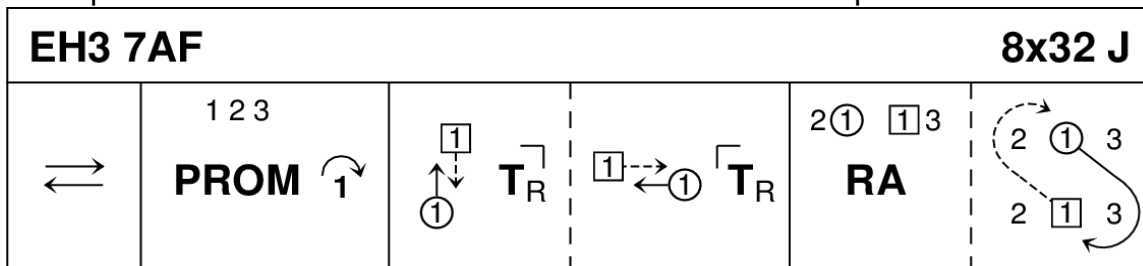 EH3 7AF 8x32 J
1 2 3
PROM 1
1
1
T R
1 1 T R
2 1 1 3
RA
2 1 3
2 1 3